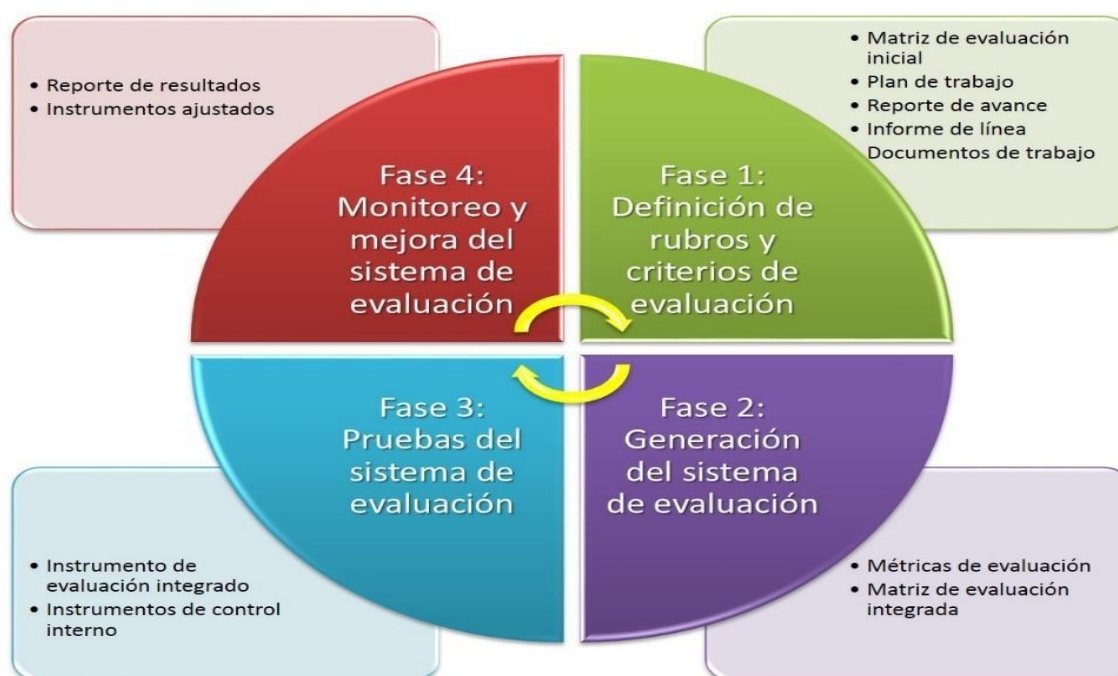 • Reporte de resultados
• Instrumentos ajustados
• Matriz de evaluación
inicial
• Plan de trabajo
• Reporte de avance
• Informe de línea
Documentos de trabajo
Fase 4:
Monitoreo y
mejora del
sistema de
evaluación
Fase 1:
Definición de
rubros y
criterios de
evaluación
Fase 3:
Pruebas del
sistema de
evaluación
Fase 2:
Generación
del sistema
de evaluación
• Instrumento de
evaluación integrado
• Instrumentos de control
interno
• Métricas de evaluación
• Matriz de evaluación
integrada